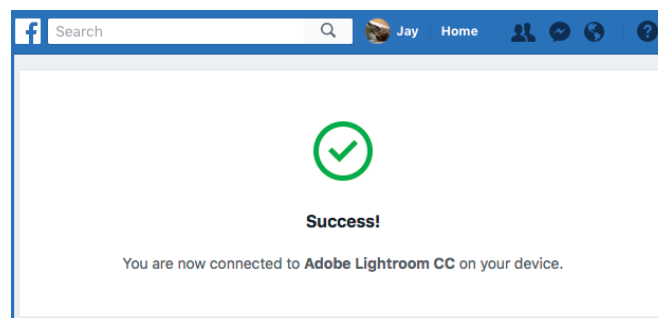 f Search Jay Home ?
Success!
You are now connected to Adobe Lightroom CC on your device.